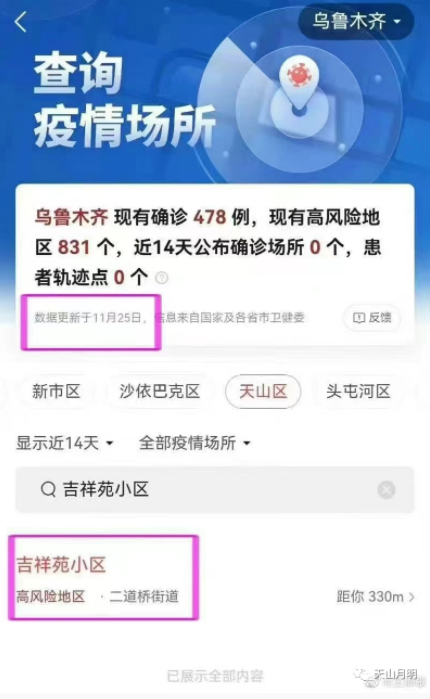 乌鲁木齐
查询
疫情场所
乌鲁木齐 现有确诊 478 例，现有高风险地
区 831 个，近14天公布确诊场所 0 个，患
者轨迹点 0 个
数据更新于11月25日，信息来自国家及各省市卫健委
反馈
新市区
沙依巴克区
天山区
头屯河区
显示近14天
全部疫情场所
吉祥苑小区
吉祥苑小区
高风险地区 · 二道桥街道
距你 330m
已展示全部内容
天山月明